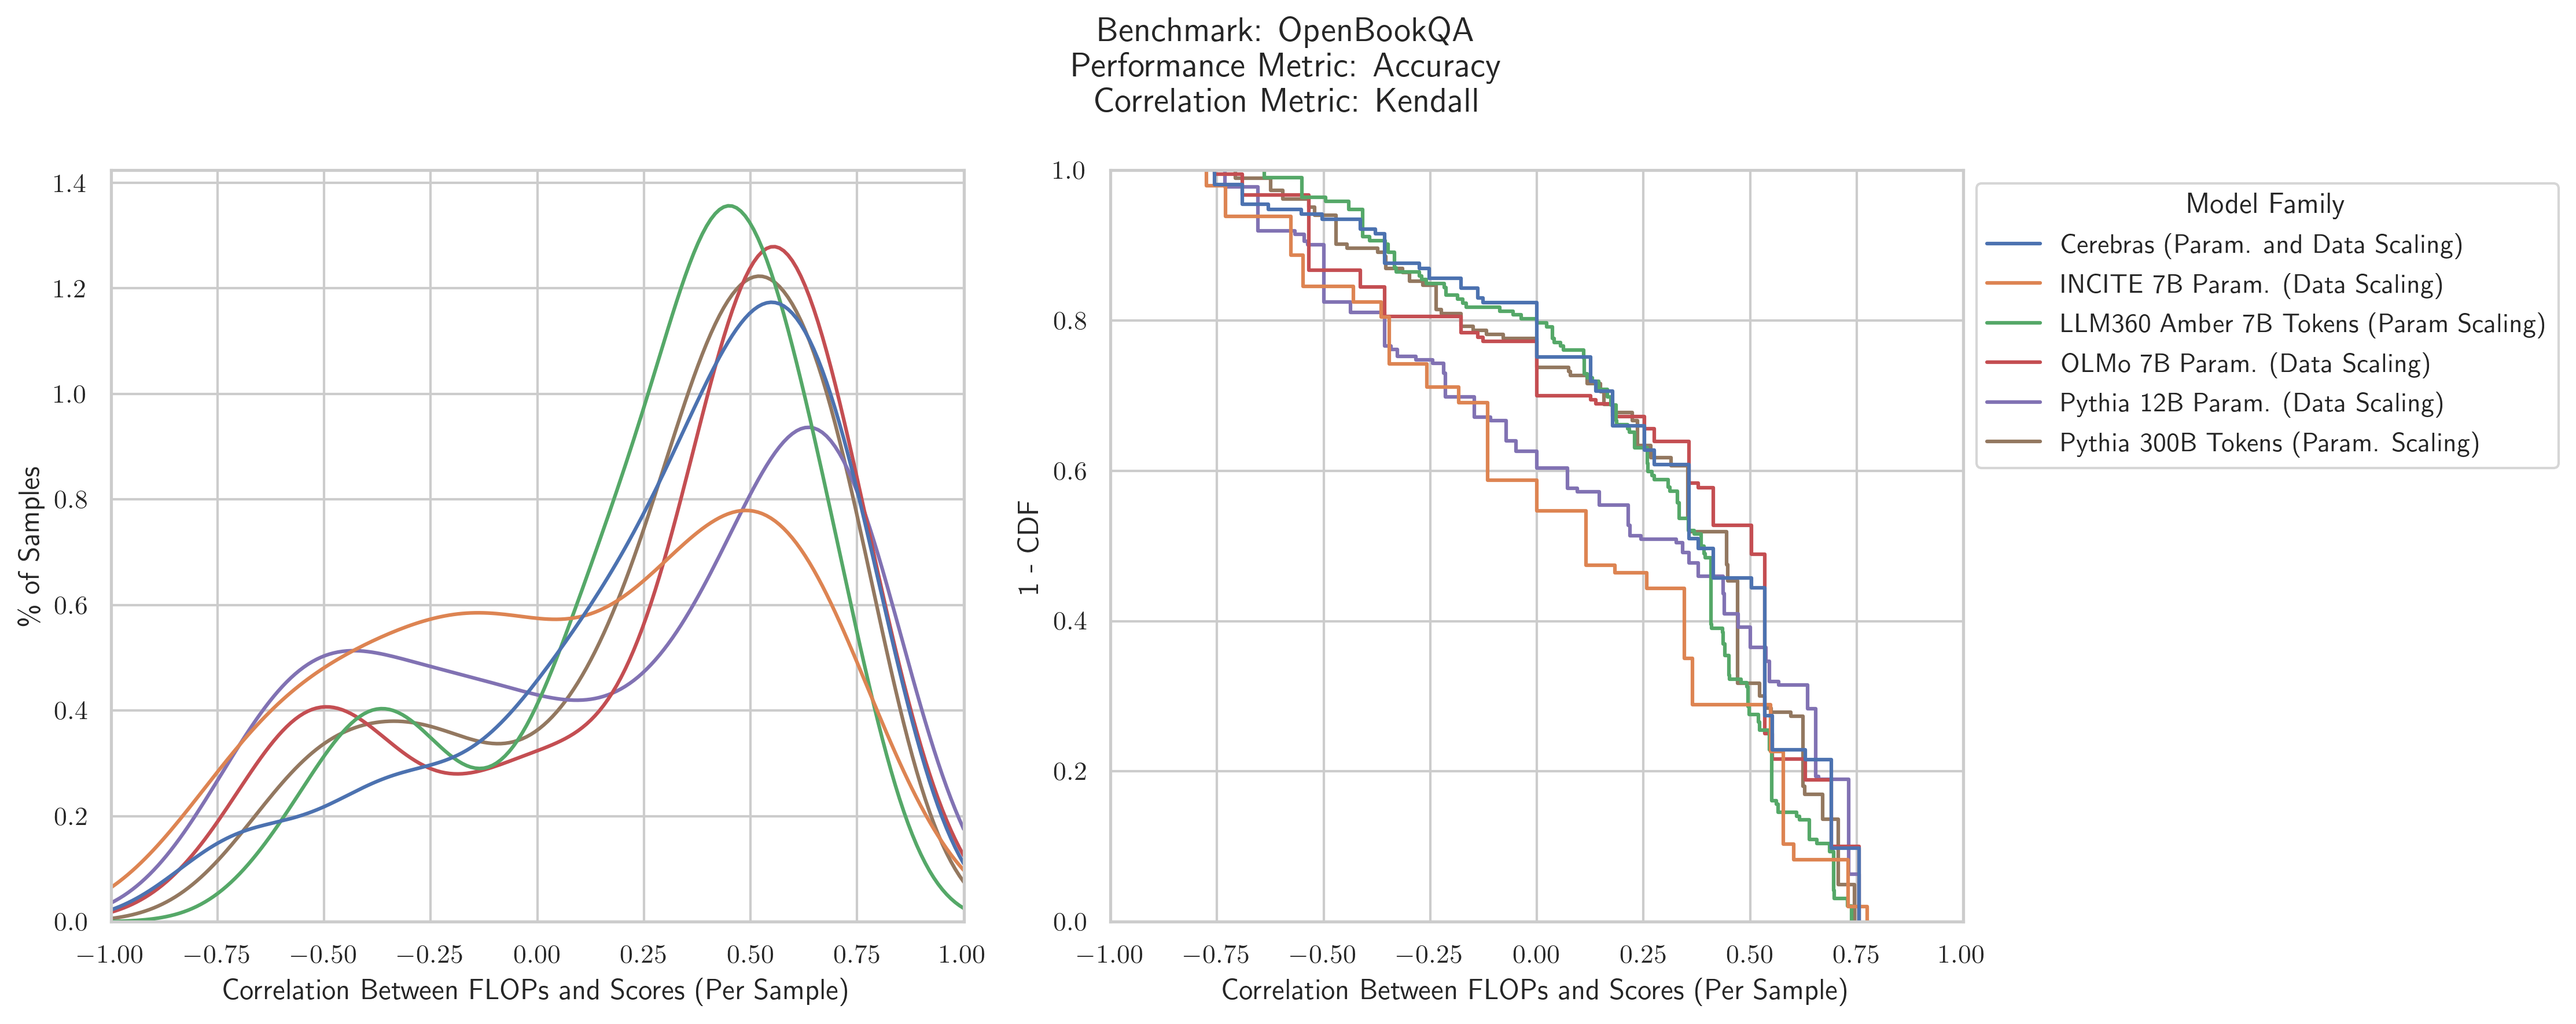 Benchmark: OpenBookQA
Performance Metric: Accuracy
Correlation Metric: Kendall
% of Samples
1.4
1.2
1.0
0.8
0.6
0.4
0.2
0.0
−1.00 −0.75 −0.50 −0.25 0.00 0.25 0.50 0.75 1.00
Correlation Between FLOPs and Scores (Per Sample)
1 - CDF
1.0
0.8
0.6
0.4
0.2
0.0
−1.00 −0.75 −0.50 −0.25 0.00 0.25 0.50 0.75 1.00
Correlation Between FLOPs and Scores (Per Sample)
Model Family
Cerebras (Param. and Data Scaling)
INCITE 7B Param. (Data Scaling)
LLM360 Amber 7B Tokens (Param Scaling)
OLMo 7B Param. (Data Scaling)
Pythia 12B Param. (Data Scaling)
Pythia 300B Tokens (Param. Scaling)